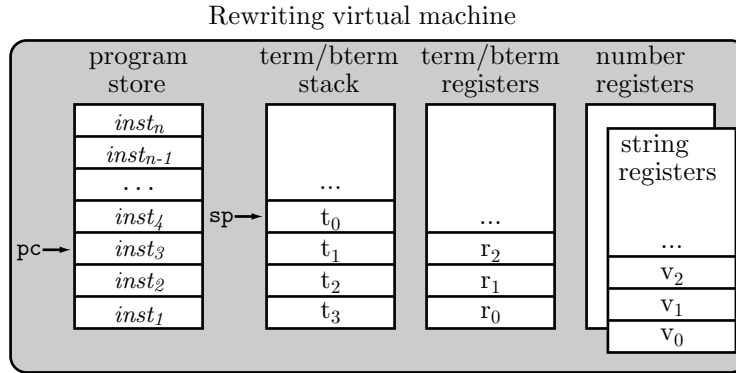 Rewriting virtual machine
program
store
inst_n
inst_{n-1}
...
inst_4
inst_3
inst_2
inst_1
pc
term/bterm
stack
...
t_0
t_1
t_2
t_3
sp
term/bterm
registers
...
r_2
r_1
r_0
number
registers
string
registers
...
v_2
v_1
v_0